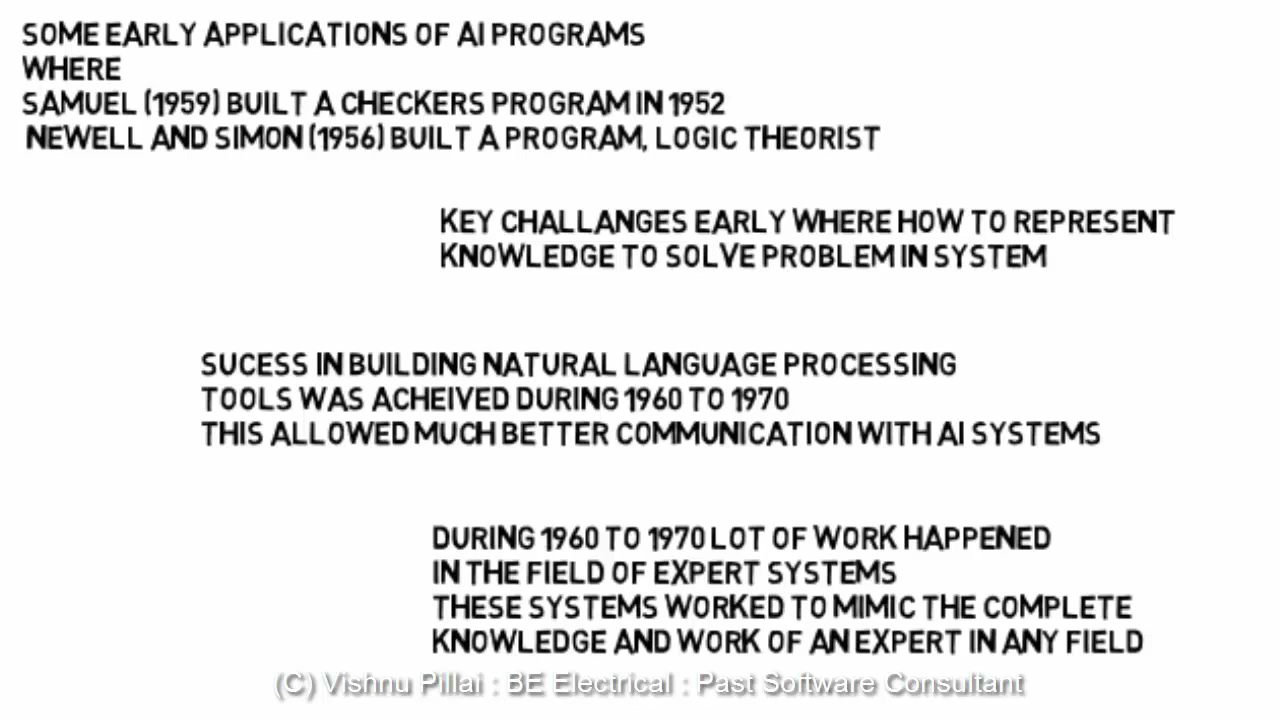 SOME EARLY APPLICATIONS OF AI PROGRAMS
WHERE
SAMUEL (1959) BUILT A CHECKERS PROGRAM IN 1952
NEWELL AND SIMON (1956) BUILT A PROGRAM, LOGIC THEORIST
KEY CHALLANGES EARLY WHERE HOW TO REPRESENT
KNOWLEDGE TO SOLVE PROBLEM IN SYSTEM
SUCESS IN BUILDING NATURAL LANGUAGE PROCESSING
TOOLS WAS ACHEIVED DURING 1960 TO 1970
THIS ALLOWED MUCH BETTER COMMUNICATION WITH AI SYSTEMS
DURING 1960 TO 1970 LOT OF WORK HAPPENED
IN THE FIELD OF EXPERT SYSTEMS
THESE SYSTEMS WORKED TO MIMIC THE COMPLETE
KNOWLEDGE AND WORK OF AN EXPERT IN ANY FIELD
(C) Vishnu Pillai : BE Electrical : Past Software Consultant